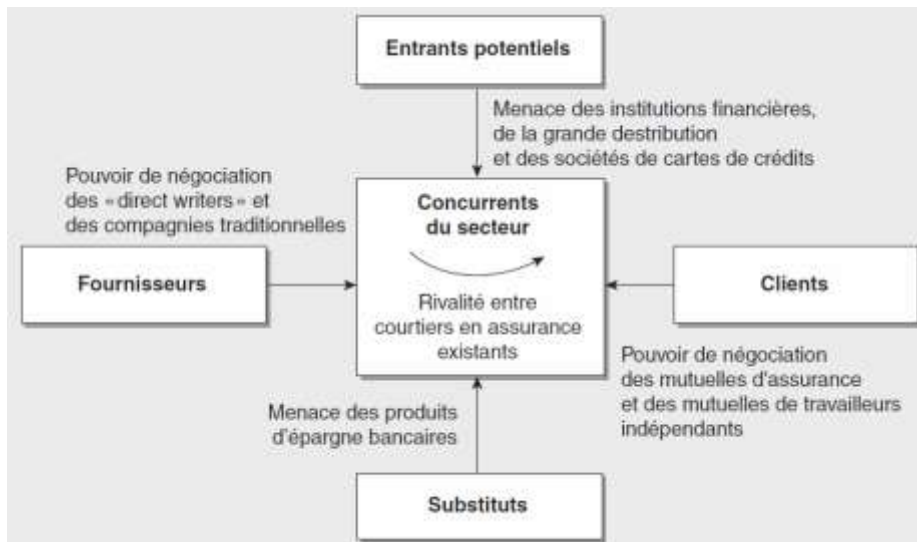 Entrants potentiels
Menace des institutions financières,
de la grande destribution
et des sociétés de cartes de crédits
Pouvoir de négociation
des «direct writers» et
des compagnies traditionnelles
Concurrents
du secteur
Fournisseurs
Clients
Rivalité entre
courtiers en assurance
existants
Pouvoir de négociation
des mutuelles d'assurance
et des mutuelles de travailleurs
indépendants
Menace des produits
d'épargne bancaires
Substituts